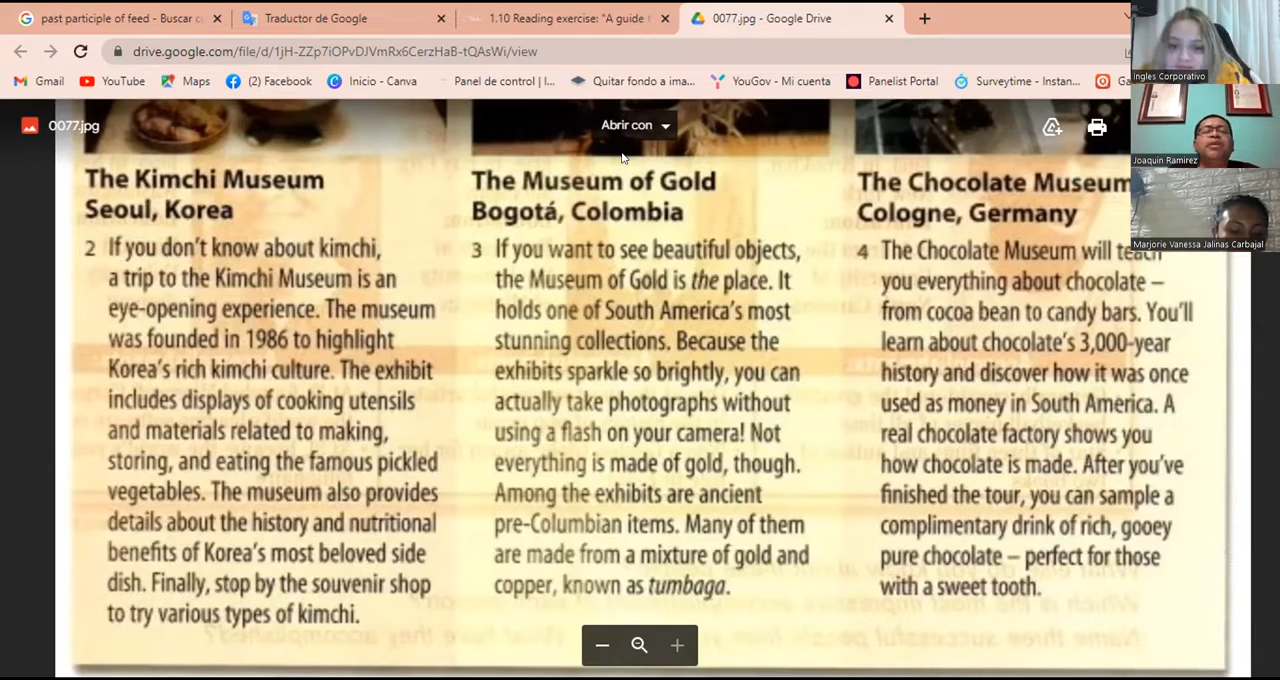 past participle of feed - Buscar c
Traductor de Google
1.10 Reading exercise: "A guide t
0077.jpg - Google Drive
drive.google.com/file/d/1jH-ZZp7iOPvDJVmRx6CerzHaB-tQAsWi/view
Gmail
YouTube
Maps
(2) Facebook
Inicio - Canva
Panel de control | I...
Quitar fondo a ima...
YouGov - Mi cuenta
Panelist Portal
Surveytime - Instan...
Ga
Ingles Corporativo
Joaquin Ramirez
Marjorie Vanessa Jalinas Carbajal
0077.jpg
Abrir con
The Kimchi Museum
Seoul, Korea
2 If you don't know about kimchi,
a trip to the Kimchi Museum is an
eye-opening experience. The museum
was founded in 1986 to highlight
Korea's rich kimchi culture. The exhibit
includes displays of cooking utensils
and materials related to making,
storing, and eating the famous pickled
vegetables. The museum also provides
details about the history and nutritional
benefits of Korea's most beloved side
dish. Finally, stop by the souvenir shop
to try various types of kimchi.
The Museum of Gold
Bogotá, Colombia
3 If you want to see beautiful objects,
the Museum of Gold is the place. It
holds one of South America's most
stunning collections. Because the
exhibits sparkle so brightly, you can
actually take photographs without
using a flash on your camera! Not
everything is made of gold, though.
Among the exhibits are ancient
pre-Columbian items. Many of them
are made from a mixture of gold and
copper, known as tumbaga.
The Chocolate Museum
Cologne, Germany
4 The Chocolate Museum will teach
you everything about chocolate –
from cocoa bean to candy bars. You'll
learn about chocolate's 3,000-year
history and discover how it was once
used as money in South America. A
real chocolate factory shows you
how chocolate is made. After you've
finished the tour, you can sample a
complimentary drink of rich, gooey
pure chocolate – perfect for those
with a sweet tooth.